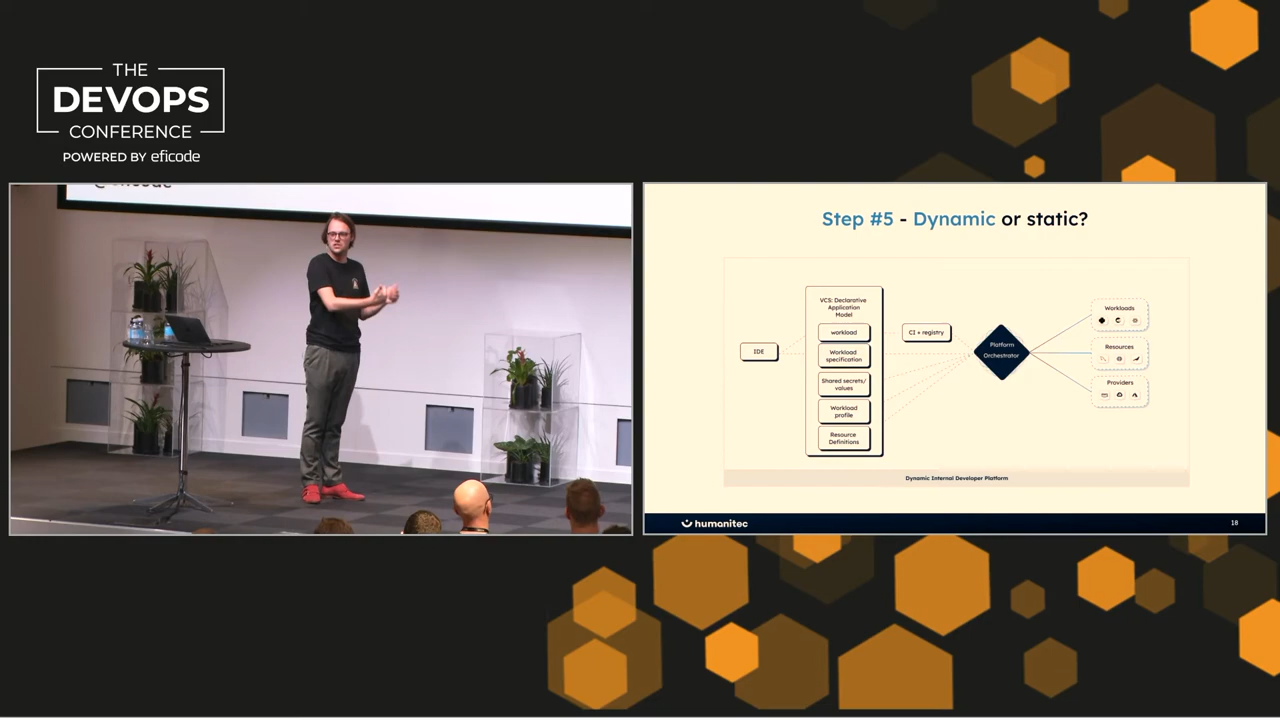 THE
DEVOPS
CONFERENCE
POWERED BY eficode
Step #5 - Dynamic or static?
IDE
VCS: Declarative
Application
Model
workload
Workload
specification
Shared secrets/
values
Workload
profile
Resource
Definitions
CI + registry
Platform
Orchestrator
Workloads
Resources
Providers
Dynamic Internal Developer Platform
humanitec
18